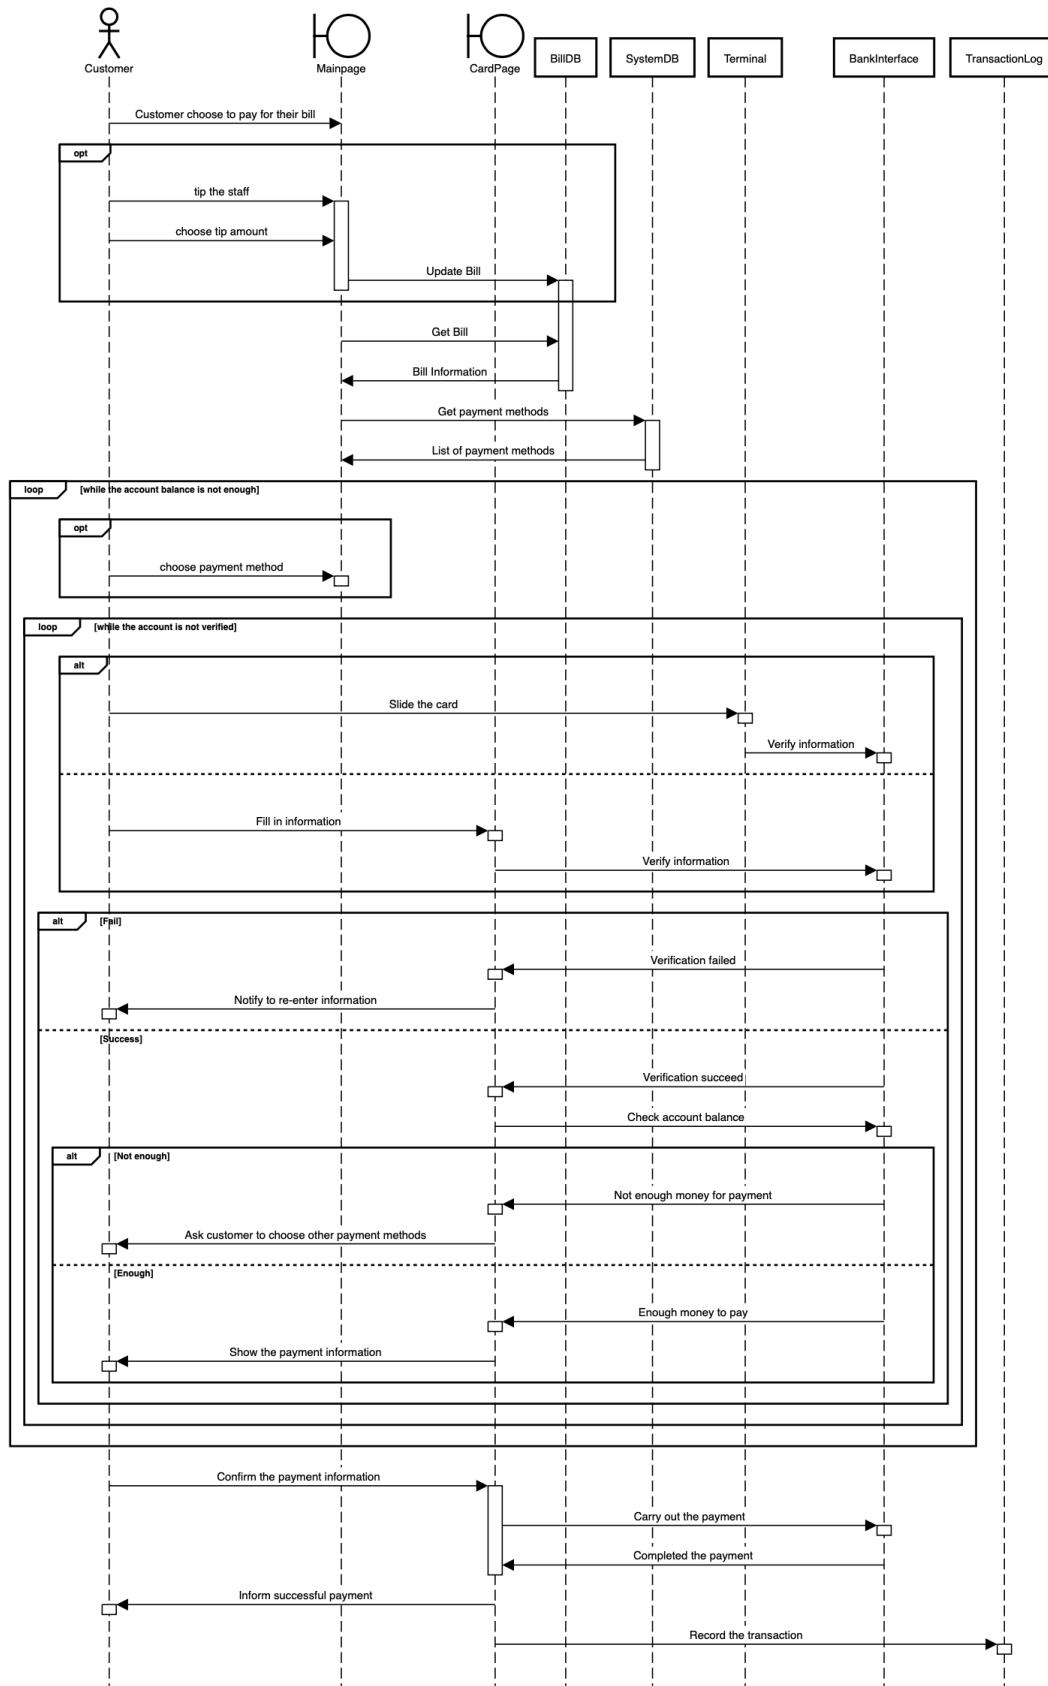 Customer
Mainpage
CardPage
BillDB
SystemDB
Terminal
BankInterface
TransactionLog
Customer choose to pay for their bill
opt
tip the staff
choose tip amount
Update Bill
Get Bill
Bill Information
Get payment methods
List of payment methods
loop
[while the account balance is not enough]
opt
choose payment method
loop
[while the account is not verified]
alt
Slide the card
Verify information
Fill in information
Verify information
alt
[Fail]
Verification failed
Notify to re-enter information
[Success]
Verification succeed
Check account balance
alt
[Not enough]
Not enough money for payment
Ask customer to choose other payment methods
[Enough]
Enough money to pay
Show the payment information
Confirm the payment information
Carry out the payment
Completed the payment
Inform successful payment
Record the transaction